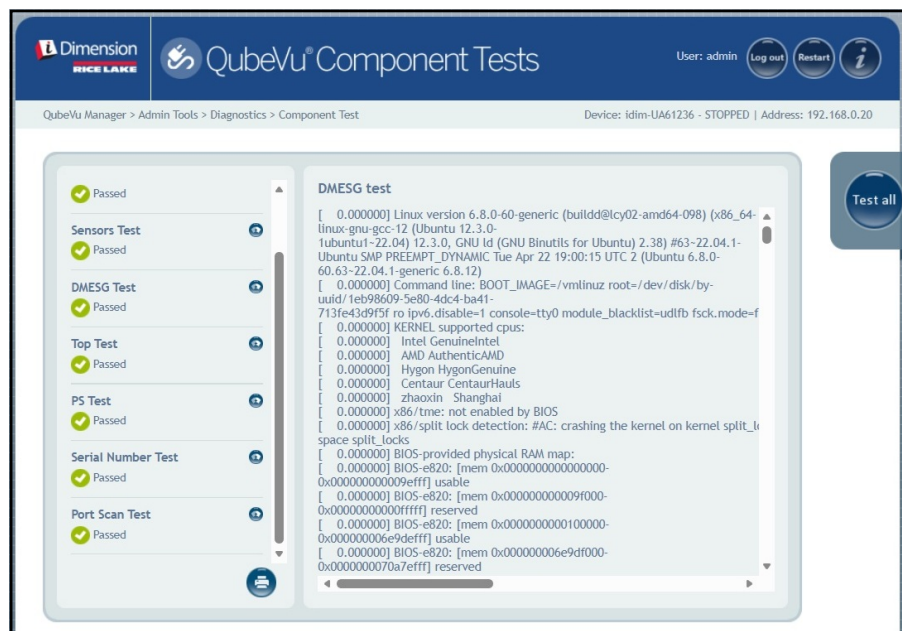 iDimension
RICE LAKE
QubeVu® Component Tests
User: admin
Log out
Restart
i
QubeVu Manager > Admin Tools > Diagnostics > Component Test
Device: idim-UA61236 - STOPPED | Address: 192.168.0.20
Passed
Sensors Test
Passed
DMESG Test
Passed
Top Test
Passed
PS Test
Passed
Serial Number Test
Passed
Port Scan Test
Passed
DMESG test
[ 0.000000] Linux version 6.8.0-60-generic (buildd@lcy02-amd64-098) (x86_64-
linux-gnu-gcc-12 (Ubuntu 12.3.0-
1ubuntu1~22.04) 12.3.0, GNU ld (GNU Binutils for Ubuntu) 2.38) #63~22.04.1-
Ubuntu SMP PREEMPT_DYNAMIC Tue Apr 22 19:00:15 UTC 2 (Ubuntu 6.8.0-
60.63~22.04.1-generic 6.8.12)
[ 0.000000] Command line: BOOT_IMAGE=/vmlinuz root=/dev/disk/by-
uuid/1eb98609-5e80-4dc4-ba41-
713fe43d9f5f ro ipv6.disable=1 console=tty0 module_blacklist=udlfb fsck.mode=f
[ 0.000000] KERNEL supported cpus:
[ 0.000000] Intel GenuineIntel
[ 0.000000] AMD AuthenticAMD
[ 0.000000] Hygon HygonGenuine
[ 0.000000] Centaur CentaurHauls
[ 0.000000] zhaoxin Shanghai
[ 0.000000] x86/tme: not enabled by BIOS
[ 0.000000] x86/split lock detection: #AC: crashing the kernel on kernel split_lo
space split_locks
[ 0.000000] BIOS-provided physical RAM map:
[ 0.000000] BIOS-e820: [mem 0x0000000000000000-
0x000000000009efff] usable
[ 0.000000] BIOS-e820: [mem 0x000000000009f000-
0x00000000000fffff] reserved
[ 0.000000] BIOS-e820: [mem 0x0000000000100000-
0x000000006e9defff] usable
[ 0.000000] BIOS-e820: [mem 0x000000006e9df000-
0x0000000070a7efff] reserved
Test all